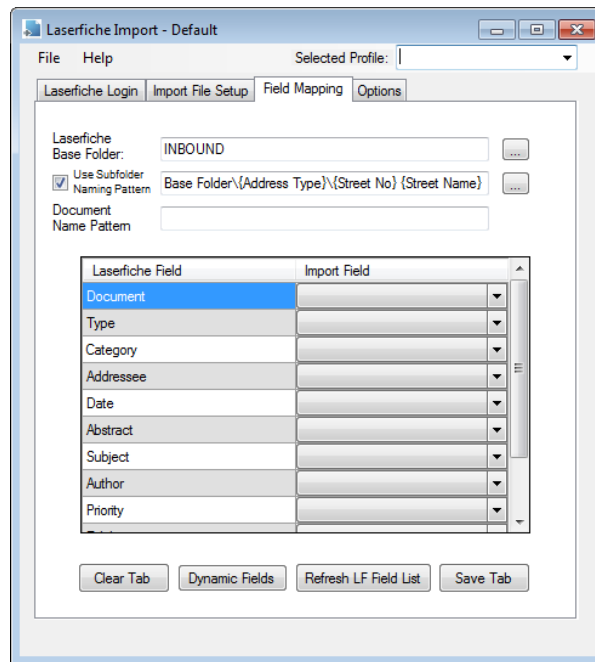 Laserfiche Import - Default
File Help Selected Profile:
Laserfiche Login Import File Setup Field Mapping Options
Laserfiche
Base Folder: INBOUND ...
Use Subfolder
Naming Pattern Base Folder\{Address Type}\{Street No} {Street Name} ...
Document
Name Pattern
Laserfiche Field Import Field
Document
Type
Category
Addressee
Date
Abstract
Subject
Author
Priority
Clear Tab Dynamic Fields Refresh LF Field List Save Tab